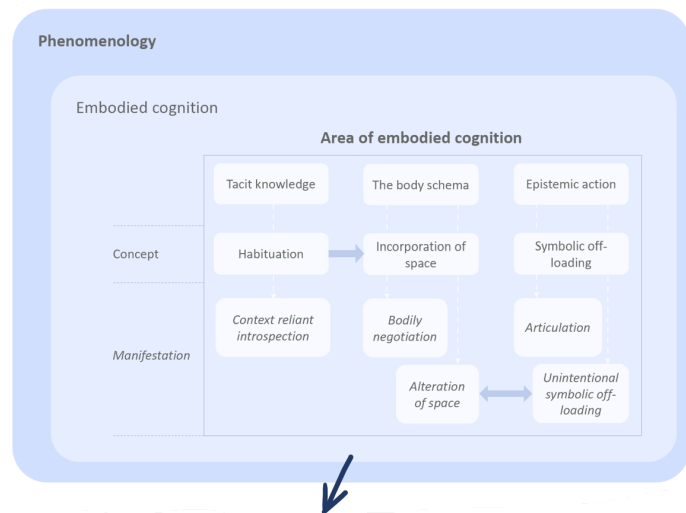 Phenomenology
Embodied cognition
Area of embodied cognition
Tacit knowledge
The body schema
Epistemic action
Concept
Habituation
Incorporation of
space
Symbolic off-
loading
Manifestation
Context reliant
introspection
Bodily
negotiation
Articulation
Alteration
of space
Unintentional
symbolic off-
loading